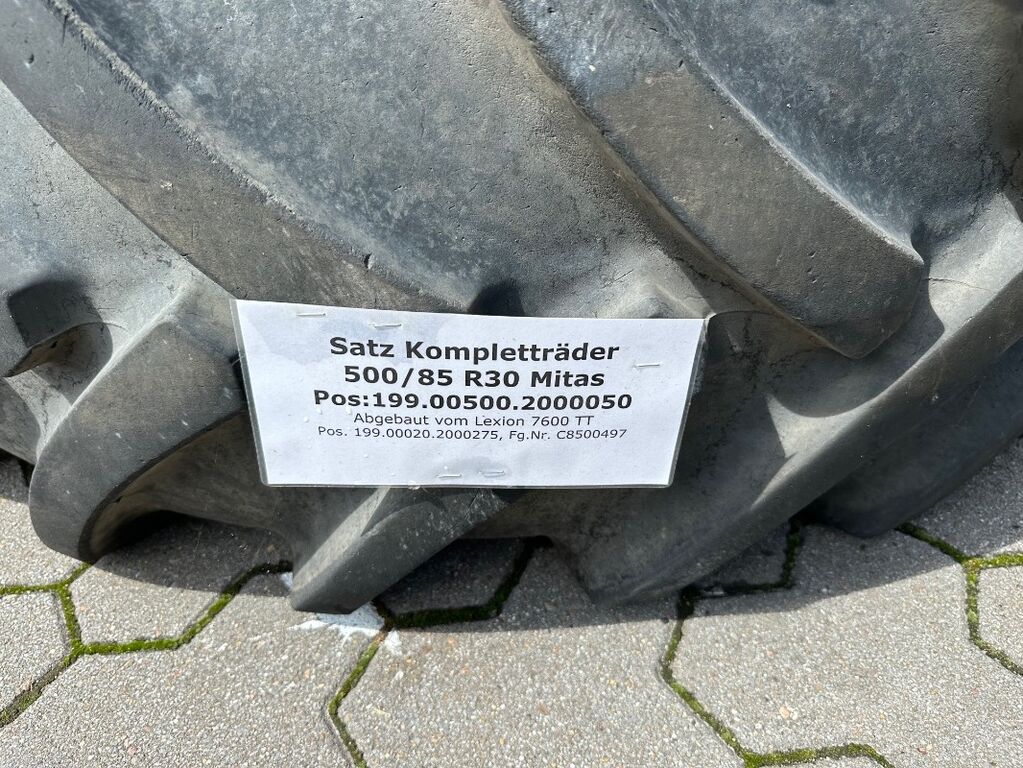 Satz Kompletträder
500/85 R30 Mitas
Pos:199.00500.2000050
Abgebaut vom Lexion 7600 TT
Pos. 199.00020.2000275, Fg.Nr. C8500497